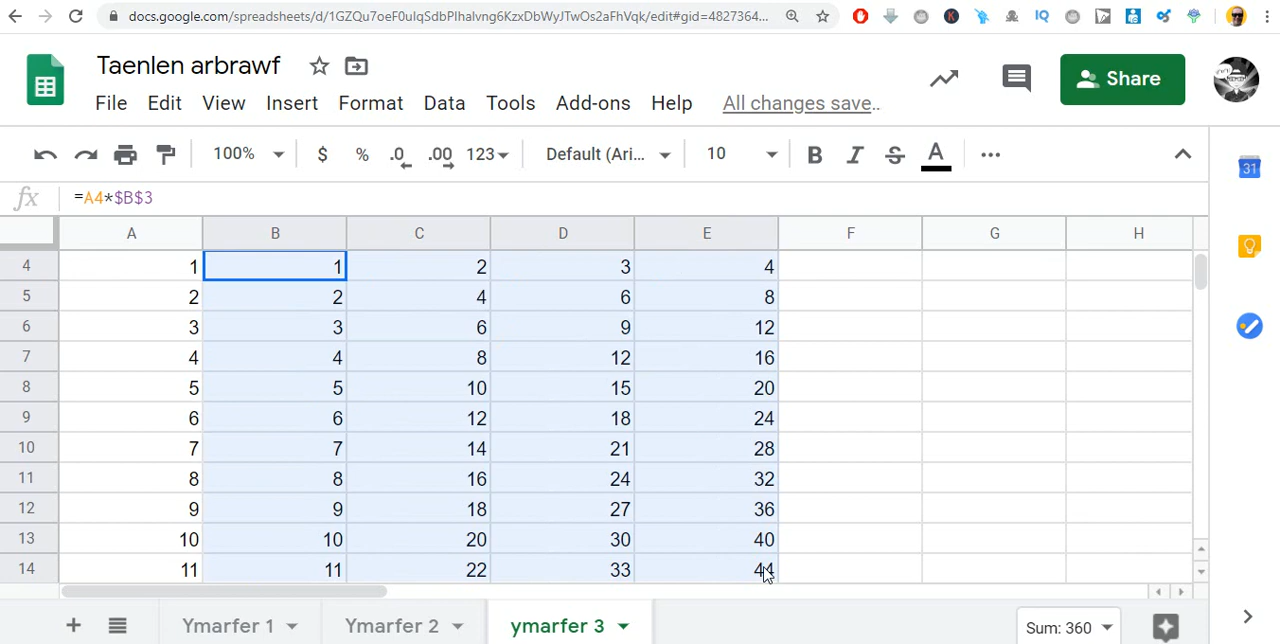 docs.google.com/spreadsheets/d/1GZQu7oeF0uIqSdbPIhaIvng6KzxDbWyJTwOs2aFhVqk/edit#gid=4827364...
IQ
Taenlen arbrawf
Share
File Edit View Insert Format Data Tools Add-ons Help All changes save..
100% $ % .0 .00 123 Default (Ari... 10 B I S A
31
fx =A4*$B$3
A B C D E F G H
4 1 1 2 3 4
5 2 2 4 6 8
6 3 3 6 9 12
7 4 4 8 12 16
8 5 5 10 15 20
9 6 6 12 18 24
10 7 7 14 21 28
11 8 8 16 24 32
12 9 9 18 27 36
13 10 10 20 30 40
14 11 11 22 33 44
Ymarfer 1 Ymarfer 2 ymarfer 3 Sum: 360